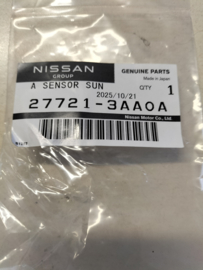 NISSAN GENUINE PARTS
GROUP Made in Japan
A SENSOR SUN QTY
2025/10/21 1
27721-3AA0A
Nissan Motor Co., Ltd.